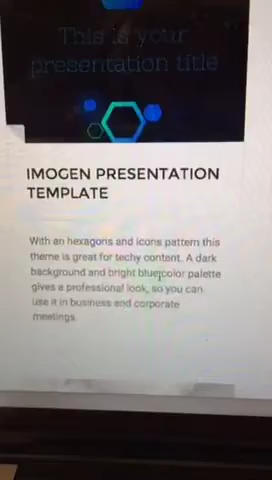 This is your
presentation title
IMOGEN PRESENTATION
TEMPLATE
With an hexagons and icons pattern this
theme is great for techy content. A dark
background and bright blue color palette
gives a professional look, so you can
use it in business and corporate
meetings.